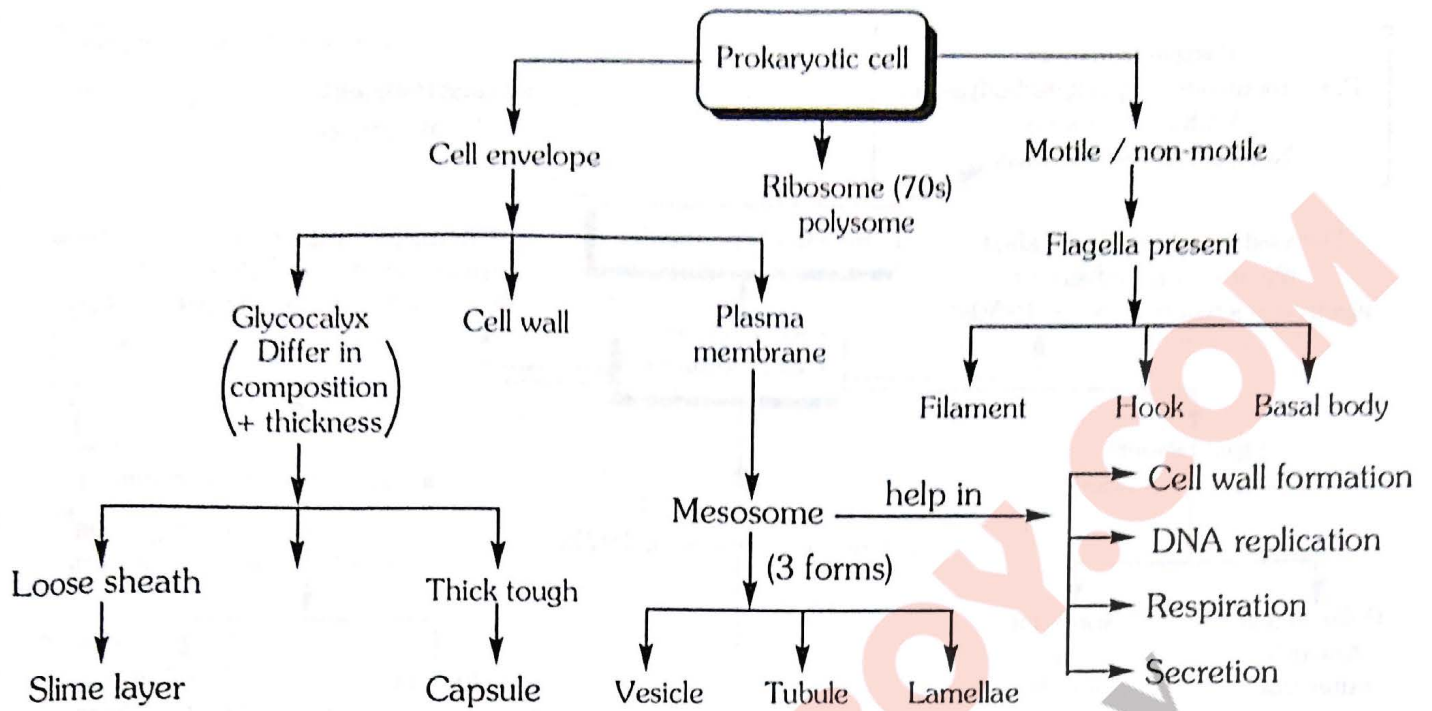 Prokaryotic cell
Cell envelope
Ribosome (70s)
polysome
Motile / non-motile
Flagella present
Glycocalyx
Differ in
composition
+ thickness
Cell wall
Plasma
membrane
Filament
Hook
Basal body
Mesosome
help in
Cell wall formation
DNA replication
Respiration
Secretion
(3 forms)
Loose sheath
Thick tough
Slime layer
Capsule
Vesicle
Tubule
Lamellae
OY.COM